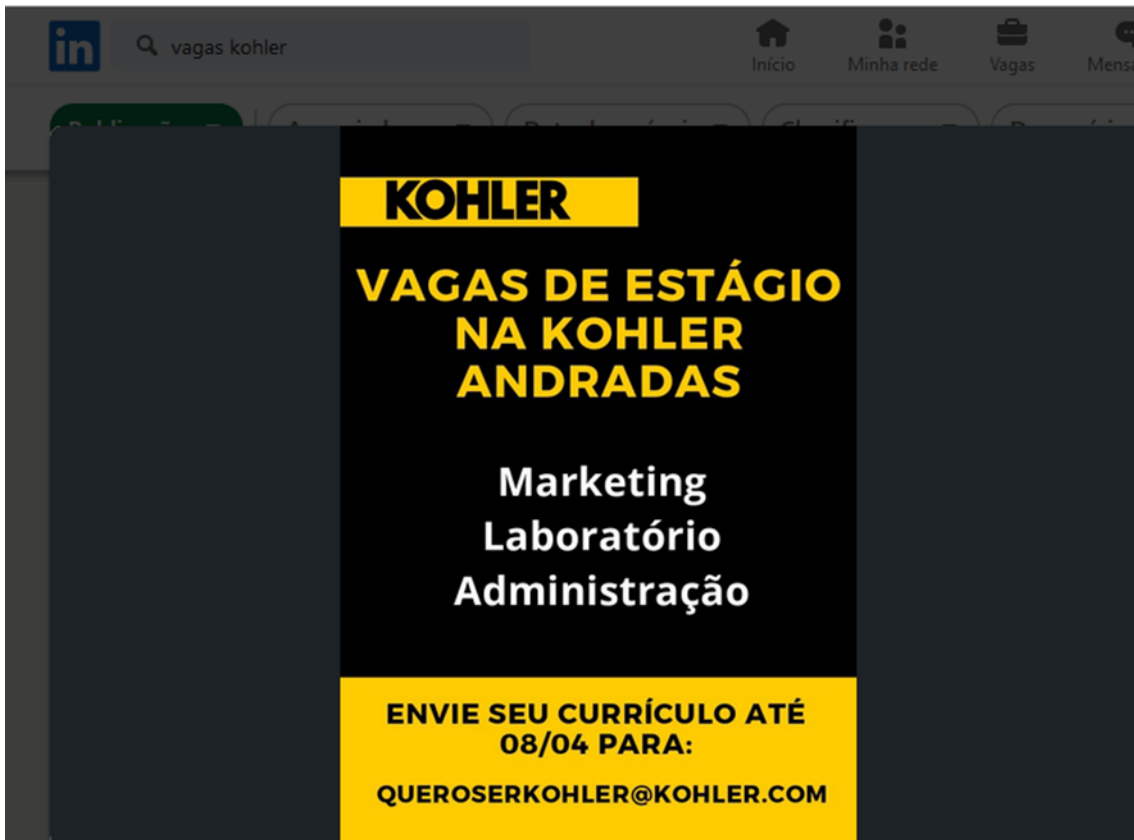 in
vagas kohler
Início
Minha rede
Vagas
KOHLER
VAGAS DE ESTÁGIO
NA KOHLER
ANDRADAS
Marketing
Laboratório
Administração
ENVIE SEU CURRÍCULO ATÉ
08/04 PARA:
QUEROSERKOHLER@KOHLER.COM